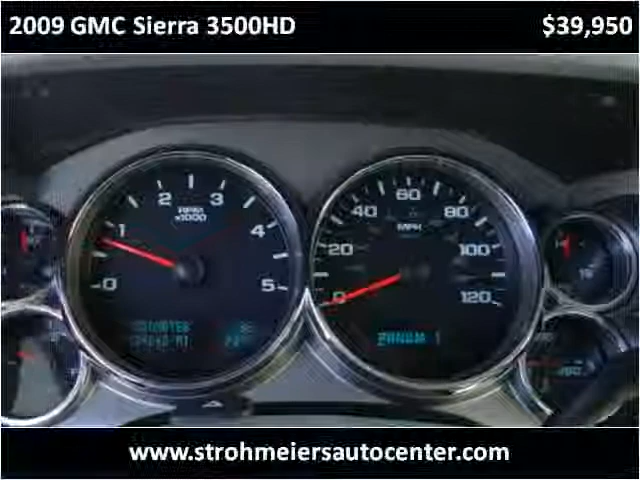 2009 GMC Sierra 3500HD $39,950
2 3
RPM
x1000
1 4
0 5
60
40 80
MPH
20 100
0 120
www.strohmeiersautocenter.com